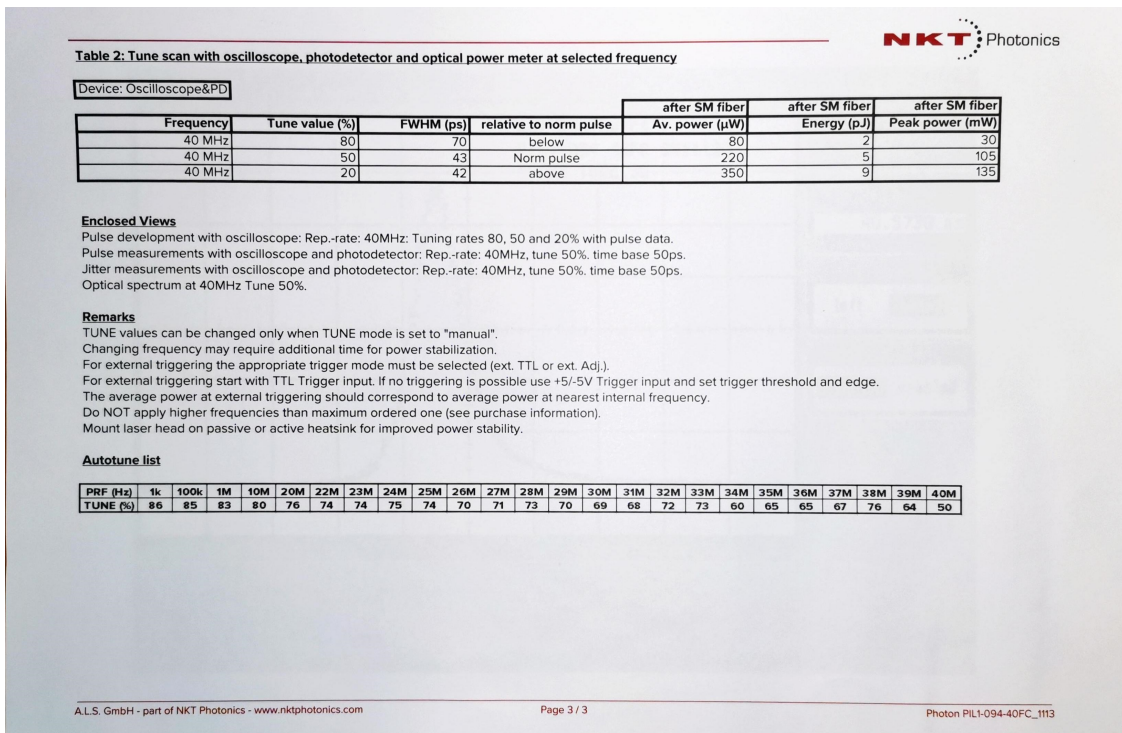 NKT Photonics
Table 2: Tune scan with oscilloscope, photodetector and optical power meter at selected frequency
Device: Oscilloscope&PD
after SM fiber after SM fiber after SM fiber
Frequency Tune value (%) FWHM (ps) relative to norm pulse Av. power (µW) Energy (pJ) Peak power (mW)
40 MHz 80 70 below 80 2 30
40 MHz 50 43 Norm pulse 220 5 105
40 MHz 20 42 above 350 9 135
Enclosed Views
Pulse development with oscilloscope: Rep.-rate: 40MHz: Tuning rates 80, 50 and 20% with pulse data.
Pulse measurements with oscilloscope and photodetector: Rep.-rate: 40MHz, tune 50%. time base 50ps.
Jitter measurements with oscilloscope and photodetector: Rep.-rate: 40MHz, tune 50%. time base 50ps.
Optical spectrum at 40MHz Tune 50%.
Remarks
TUNE values can be changed only when TUNE mode is set to "manual".
Changing frequency may require additional time for power stabilization.
For external triggering the appropriate trigger mode must be selected (ext. TTL or ext. Adj.).
For external triggering start with TTL Trigger input. If no triggering is possible use +5/-5V Trigger input and set trigger threshold and edge.
The average power at external triggering should correspond to average power at nearest internal frequency.
Do NOT apply higher frequencies than maximum ordered one (see purchase information).
Mount laser head on passive or active heatsink for improved power stability.
Autotune list
PRF (Hz) 1k 100k 1M 10M 20M 22M 23M 24M 25M 26M 27M 28M 29M 30M 31M 32M 33M 34M 35M 36M 37M 38M 39M 40M
TUNE (%) 86 85 83 80 76 74 74 75 74 70 71 73 70 69 68 72 73 60 65 65 67 76 64 50
A.L.S. GmbH - part of NKT Photonics - www.nktphotonics.com Page 3 / 3 Photon PIL1-094-40FC_1113